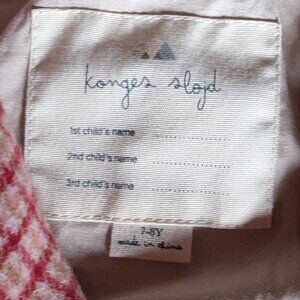 konges sløjd
1st child's name
2nd child's name
3rd child's name
7-8Y
made in china